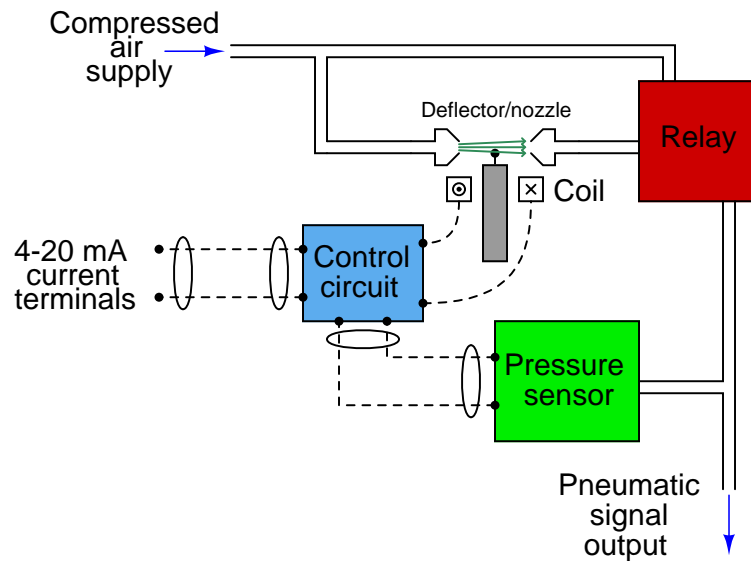 Compressed
air
supply
Deflector/nozzle
Relay
Coil
4-20 mA
current
terminals
Control
circuit
Pressure
sensor
Pneumatic
signal
output